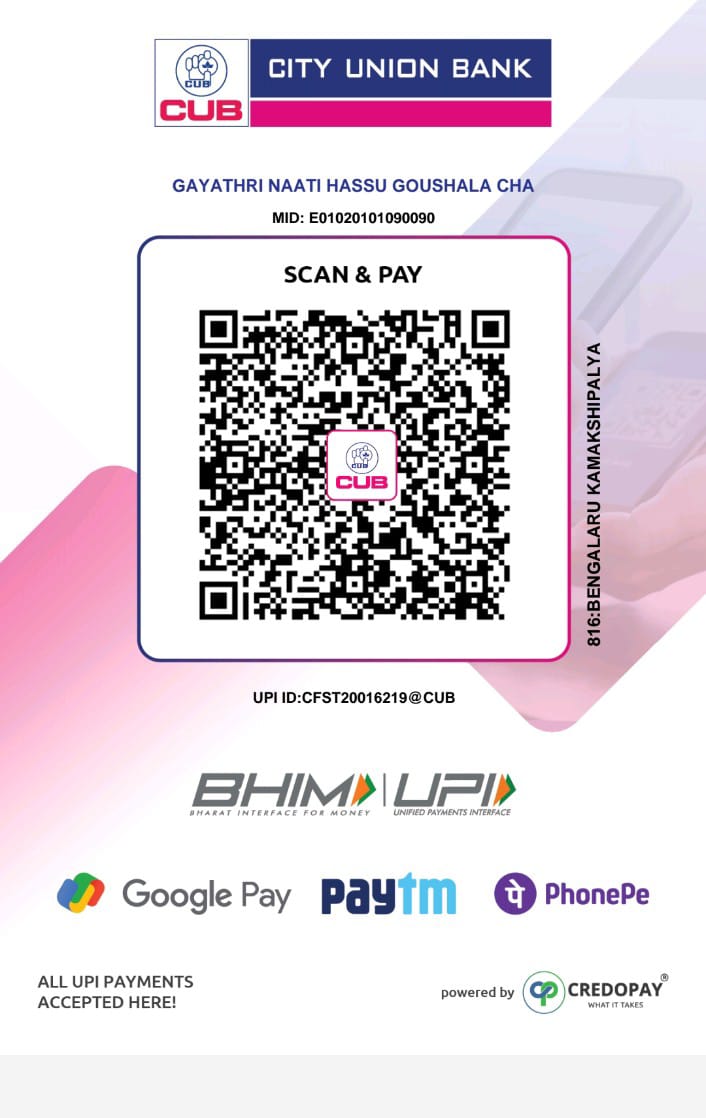 CUB
CUB
CITY UNION BANK
GAYATHRI NAATI HASSU GOUSHALA CHA
MID: E01020101090090
SCAN & PAY
CUB
CUB
816:BENGALARU KAMAKSHIPALYA
UPI ID:CFST20016219@CUB
BHIM UPI
BHARAT INTERFACE FOR MONEY UNIFIED PAYMENTS INTERFACE
Google Pay paytm पे PhonePe
ALL UPI PAYMENTS
ACCEPTED HERE!
powered by CREDOPAY®
WHAT IT TAKES